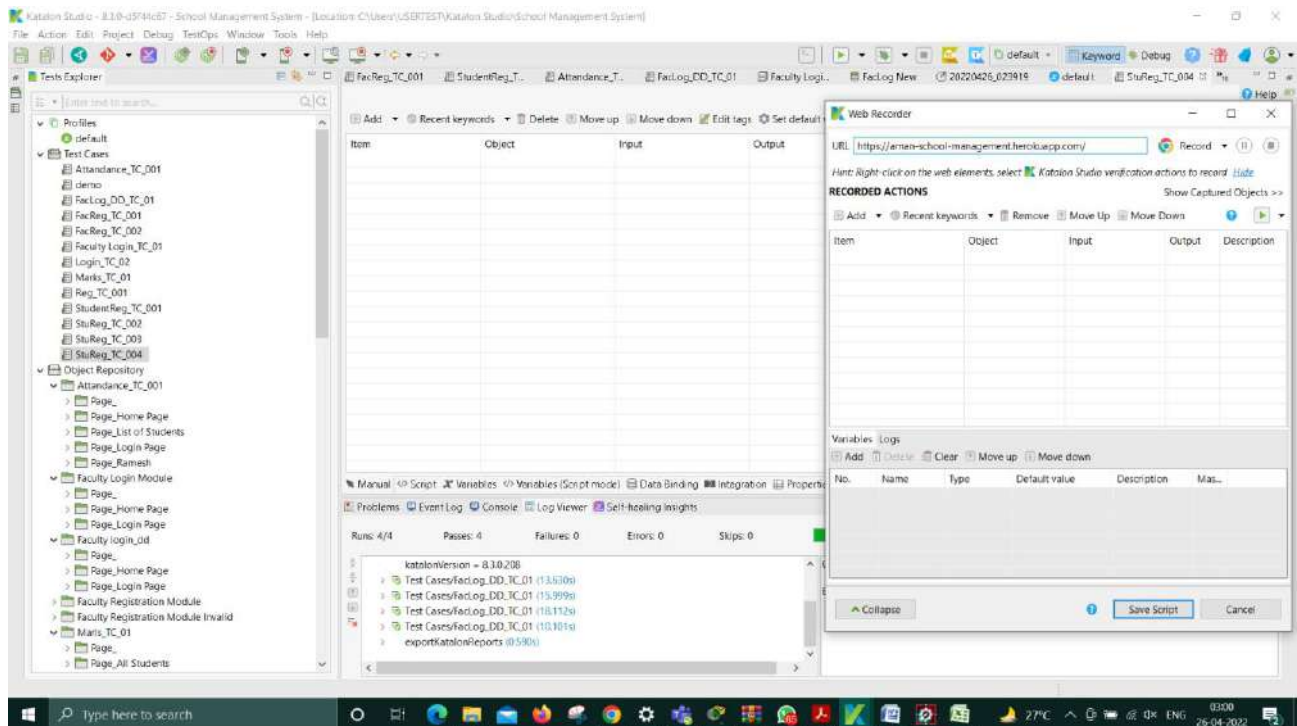 Katalon Studio - 8.3.0-d5f44c67 - School Management System - [Location: C:\Users\USERTEST\Katalon Studio\School Management System]
File Action Edit Project Debug TestOps Window Tools Help
default
Keyword
Debug
Tests Explorer
FacReg_TC_001
StudentReg_T...
Attandance_T...
FacLog_DD_TC_01
Faculty Logi...
FacLog New
20220426_023919
default
StuReg_TC_004
Help
Profiles
default
Test Cases
Attandance_TC_001
demo
FacLog_DD_TC_01
FacReg_TC_001
FacReg_TC_002
Faculty Login_TC_01
Login_TC_02
Marks_TC_01
Reg_TC_001
StudentReg_TC_001
StuReg_TC_002
StuReg_TC_003
StuReg_TC_004
Object Repository
Attandance_TC_001
Page_
Page_Home Page
Page_List of Students
Page_Login Page
Page_Ramesh
Faculty Login Module
Page_
Page_Home Page
Page_Login Page
Faculty login_dd
Page_
Page_Home Page
Page_Login Page
Faculty Registration Module
Faculty Registration Module Invalid
Marls_TC_01
Page_
Page_All Students
Add Recent keywords Delete Move up Move down Edit tags Set default
Item Object Input Output
Manual Script Variables Variables (Script mode) Data Binding Integration Properti
Problems Event Log Console Log Viewer Self-healing Insights
Runs: 4/4 Passes: 4 Failures: 0 Errors: 0 Skips: 0
katalonVersion = 8.3.0.208
Test Cases/FacLog_DD_TC_01 (13.630s)
Test Cases/FacLog_DD_TC_01 (15.999s)
Test Cases/FacLog_DD_TC_01 (18.112s)
Test Cases/FacLog_DD_TC_01 (10.101s)
exportKatalonReports (0.590s)
Web Recorder
URL https://aman-school-management.herokuapp.com/ Record
Hint: Right-click on the web elements, select Katalon Studio verification actions to record Hide
RECORDED ACTIONS Show Captured Objects >>
Add Recent keywords Remove Move Up Move Down
Item Object Input Output Description
Variables Logs
Add Delete Clear Move up Move down
No. Name Type Default value Description Mas...
Collapse Save Script Cancel
Type here to search
27°C ENG 03:00
26-04-2022